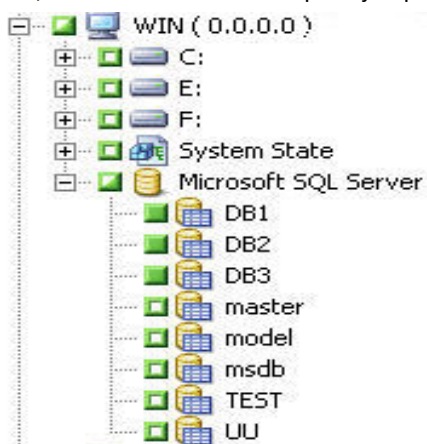 WIN ( 0.0.0.0 )
C:
E:
F:
System State
Microsoft SQL Server
DB1
DB2
DB3
master
model
msdb
TEST
UU